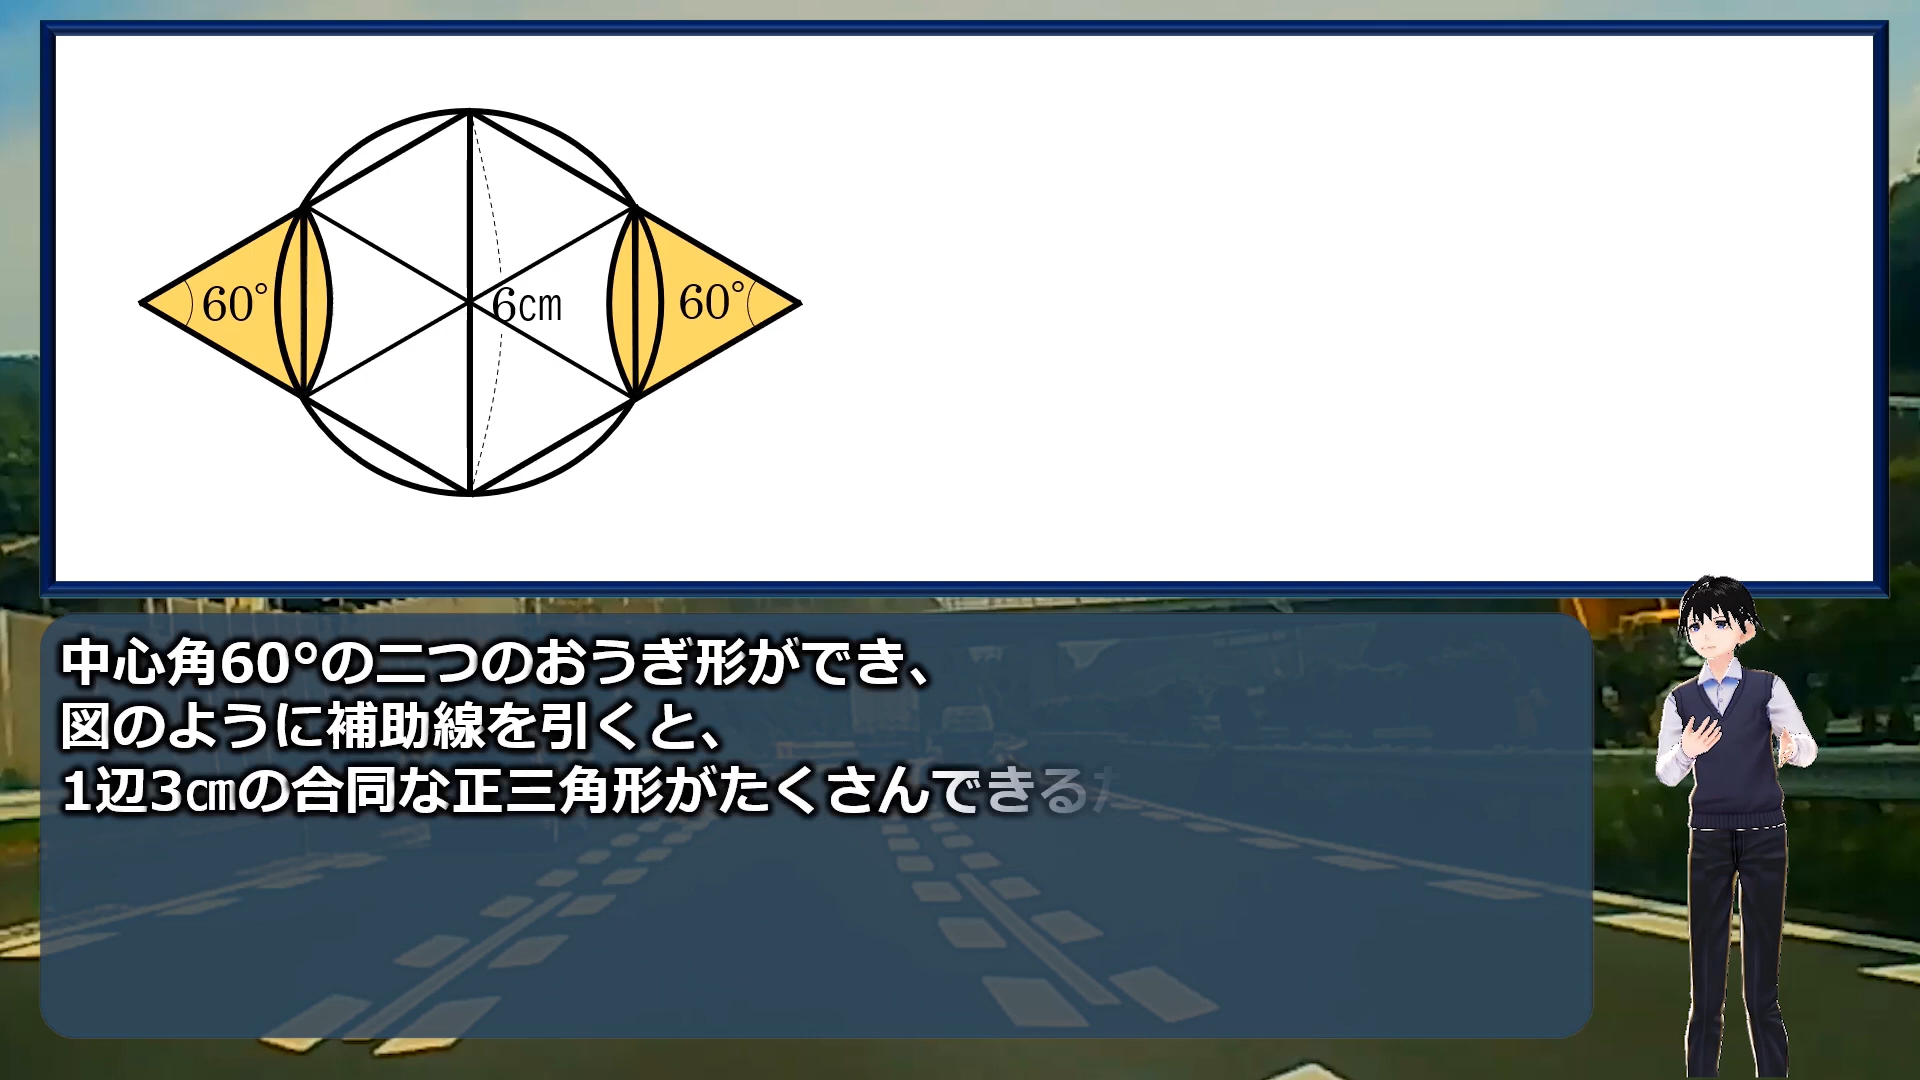 60°
6㎝
60°
中心角60°の二つのおうぎ形ができ、
図のように補助線を引くと、
1辺3㎝の合同な正三角形がたくさんできる